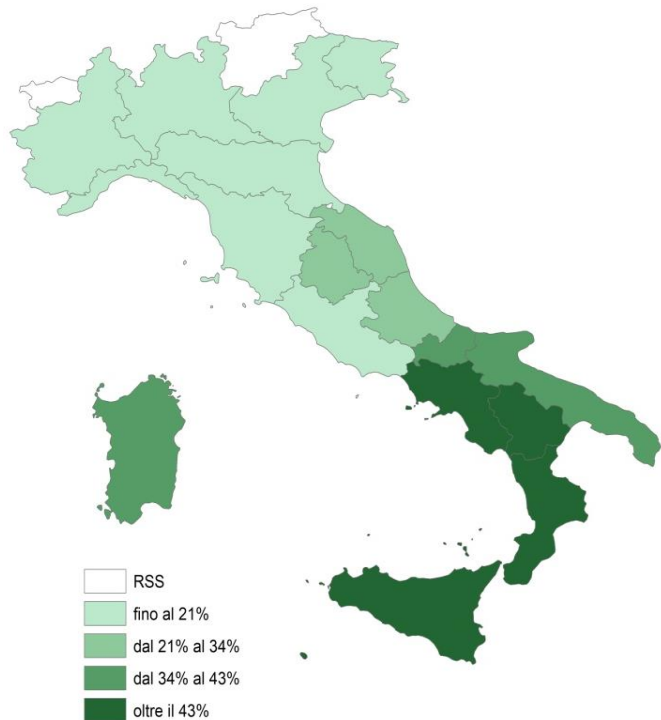 RSS
fino al 21%
dal 21% al 34%
dal 34% al 43%
oltre il 43%